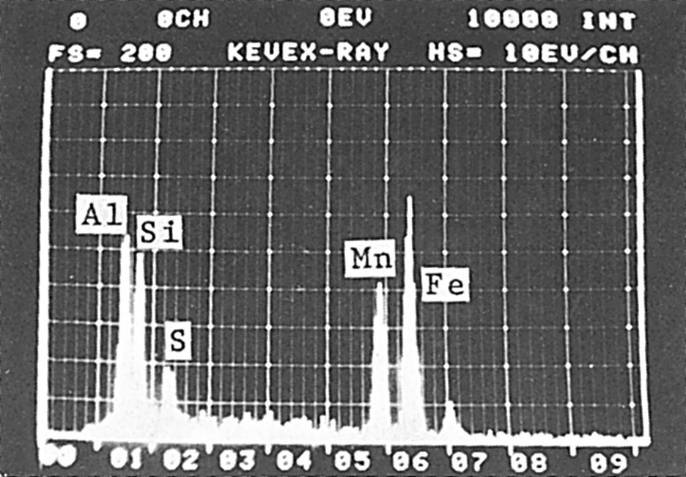 0 0CH 0EV 10000 INT
FS= 200 KEVEX-RAY HS= 10EV/CH
Al
Si
S
Mn
Fe
00 01 02 03 04 05 06 07 08 09